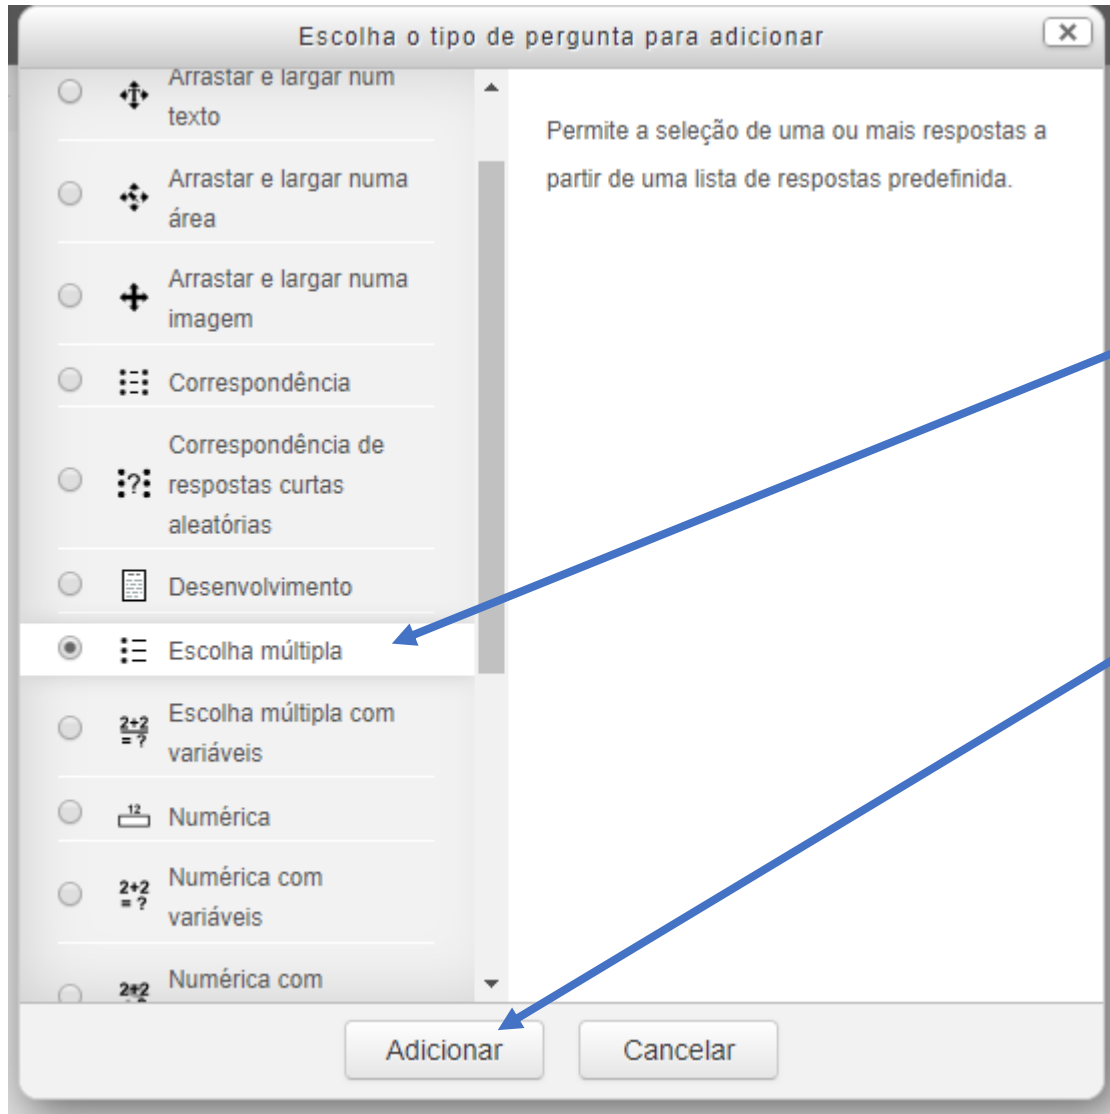 Escolha o tipo de pergunta para adicionar
Arrastar e largar num
texto
Arrastar e largar numa
área
Arrastar e largar numa
imagem
Correspondência
Correspondência de
respostas curtas
aleatórias
Desenvolvimento
Escolha múltipla
2+2
= ?
Escolha múltipla com
variáveis
12
Numérica
2+2
= ?
Numérica com
variáveis
2+2
Numérica com
Permite a seleção de uma ou mais respostas a
partir de uma lista de respostas predefinida.
Adicionar
Cancelar